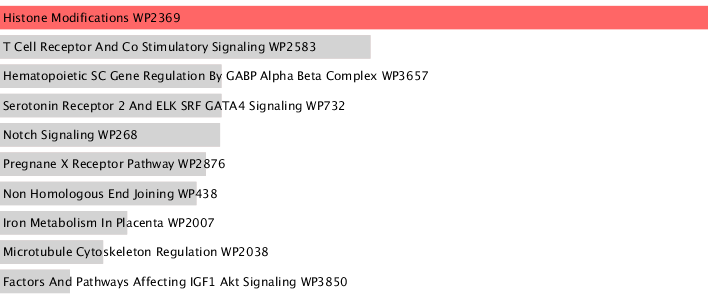 Histone Modifications WP2369
T Cell Receptor And Co Stimulatory Signaling WP2583
Hematopoietic SC Gene Regulation By GABP Alpha Beta Complex WP3657
Serotonin Receptor 2 And ELK SRF GATA4 Signaling WP732
Notch Signaling WP268
Pregnane X Receptor Pathway WP2876
Non Homologous End Joining WP438
Iron Metabolism In Placenta WP2007
Microtubule Cytoskeleton Regulation WP2038
Factors And Pathways Affecting IGF1 Akt Signaling WP3850